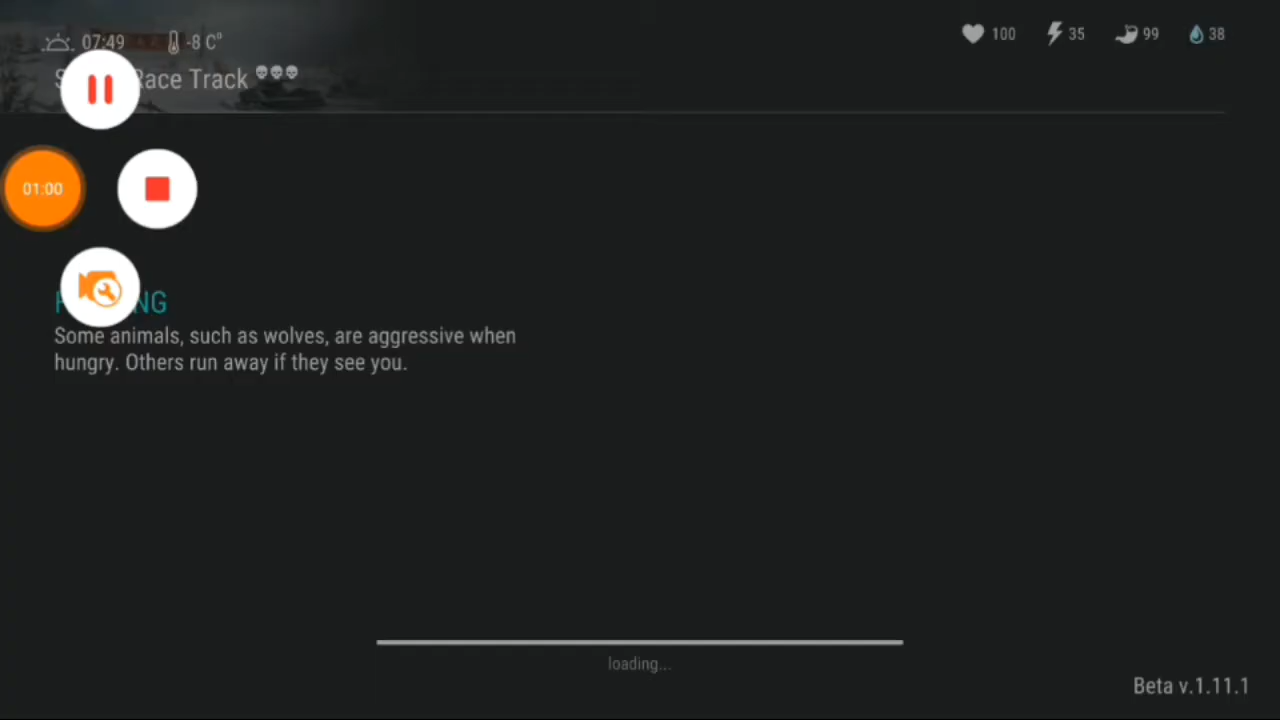 07:49 -8 C°
Race Track
100 35 99 38
01:00
Some animals, such as wolves, are aggressive when
hungry. Others run away if they see you.
loading...
Beta v.1.11.1